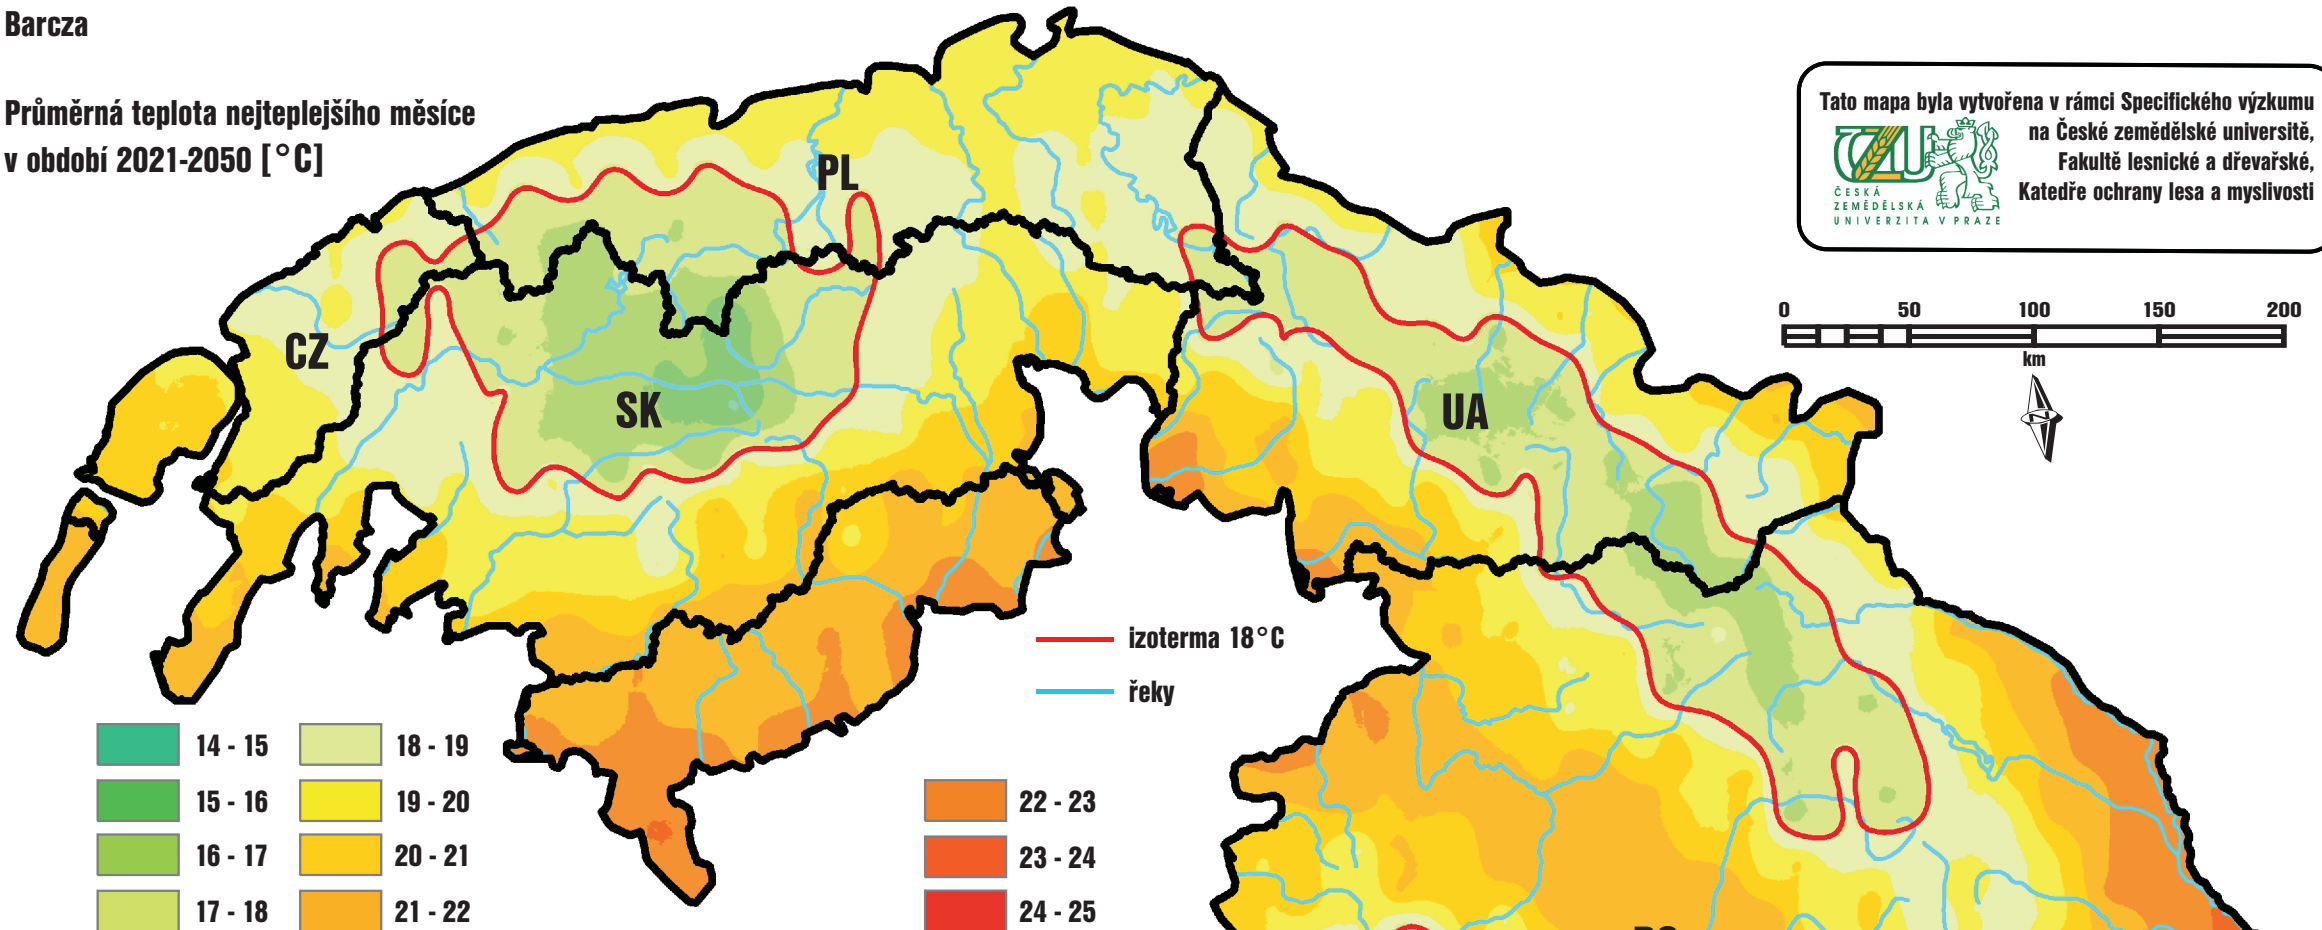 Barcza
Průměrná teplota nejteplejšího měsíce
v období 2021-2050 [°C]
Tato mapa byla vytvořena v rámci Specifického výzkumu
na České zemědělské universitě,
Fakultě lesnické a dřevařské,
Katedře ochrany lesa a myslivosti
ČZU
ČESKÁ
ZEMĚDĚLSKÁ
UNIVERZITA V PRAZE
0 50 100 150 200
km
N
PL
CZ
SK
UA
izoterma 18°C
řeky
14 - 15
15 - 16
16 - 17
17 - 18
18 - 19
19 - 20
20 - 21
21 - 22
22 - 23
23 - 24
24 - 25